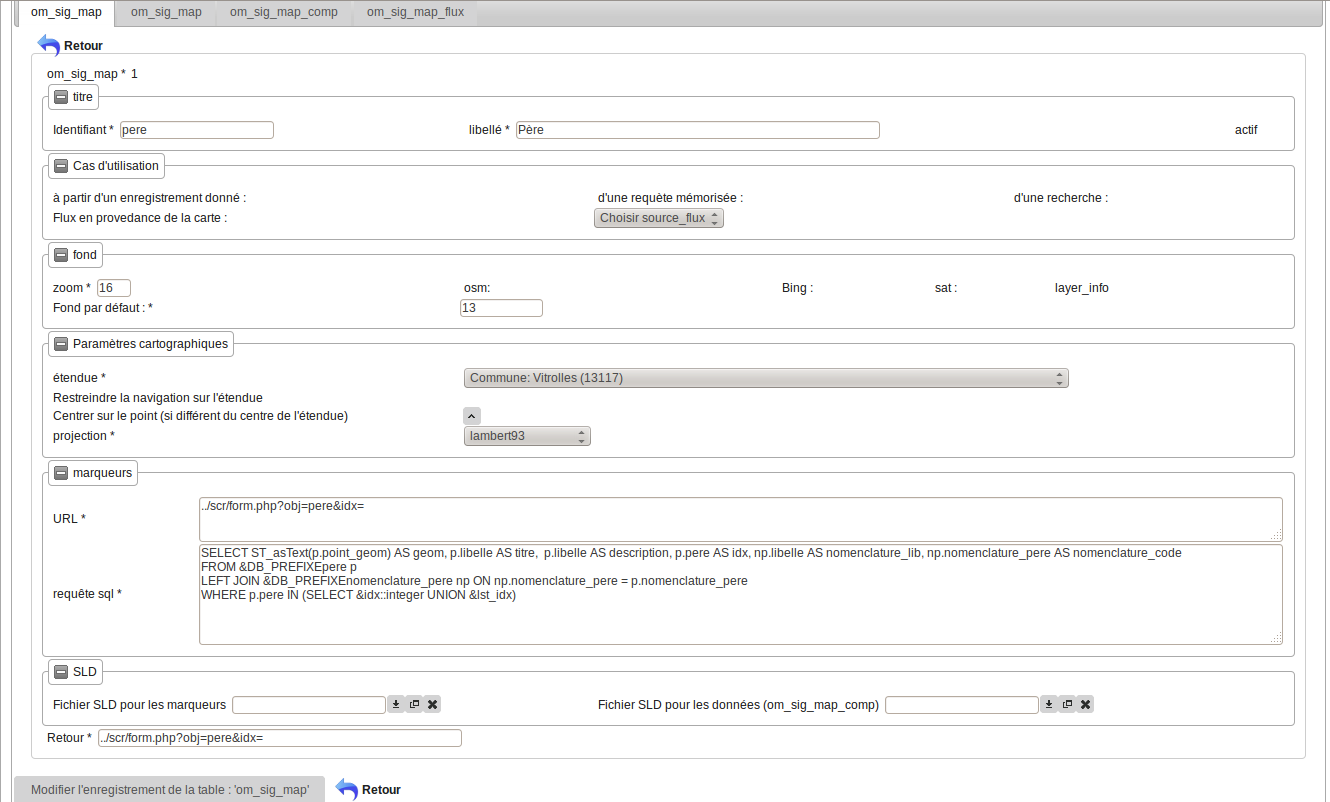 om_sig_map om_sig_map om_sig_map_comp om_sig_map_flux
Retour
om_sig_map * 1
titre
Identifiant * pere libellé * Père actif
Cas d'utilisation
à partir d'un enregistrement donné : d'une requète mémorisée : d'une recherche :
Flux en provedance de la carte : Choisir source_flux
fond
zoom * 16 osm: Bing : sat : layer_info
Fond par défaut : * 13
Paramètres cartographiques
étendue * Commune: Vitrolles (13117)
Restreindre la navigation sur l'étendue
Centrer sur le point (si différent du centre de l'étendue)
projection * lambert93
marqueurs
URL * ../scr/form.php?obj=pere&idx=
SELECT ST_asText(p.point_geom) AS geom, p.libelle AS titre, p.libelle AS description, p.pere AS idx, np.libelle AS nomenclature_lib, np.nomenclature_pere AS nomenclature_code
FROM &DB_PREFIXEpere p
LEFT JOIN &DB_PREFIXEnomenclature_pere np ON np.nomenclature_pere = p.nomenclature_pere
WHERE p.pere IN (SELECT &idx::integer UNION &lst_idx)
requête sql *
SLD
Fichier SLD pour les marqueurs Fichier SLD pour les données (om_sig_map_comp)
Retour * ../scr/form.php?obj=pere&idx=
Modifier l'enregistrement de la table : 'om_sig_map' Retour